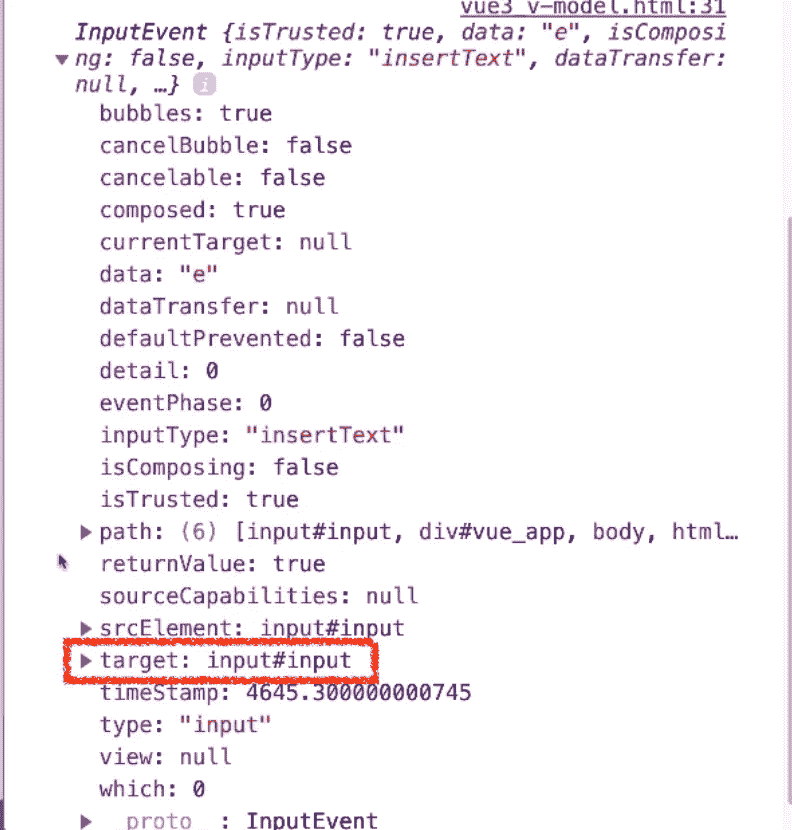 vue3_v-model.html:31
InputEvent {isTrusted: true, data: "e", isComposi
ng: false, inputType: "insertText", dataTransfer:
null, …} i
bubbles: true
cancelBubble: false
cancelable: false
composed: true
currentTarget: null
data: "e"
dataTransfer: null
defaultPrevented: false
detail: 0
eventPhase: 0
inputType: "insertText"
isComposing: false
isTrusted: true
path: (6) [input#input, div#vue_app, body, html…
returnValue: true
sourceCapabilities: null
srcElement: input#input
target: input#input
timeStamp: 4645.300000000745
type: "input"
view: null
which: 0
__proto__: InputEvent